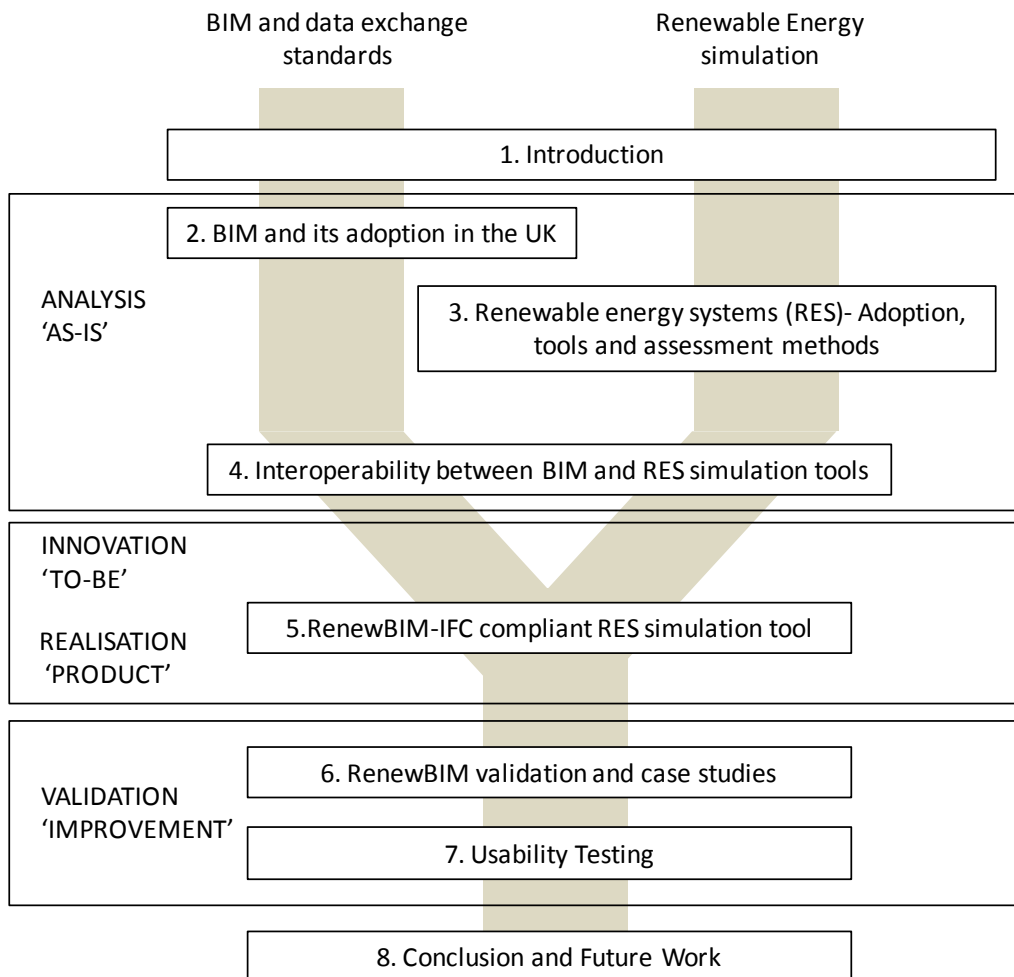 BIM and data exchange
standards
Renewable Energy
simulation
1. Introduction
2. BIM and its adoption in the UK
ANALYSIS
‘AS-IS’
3. Renewable energy systems (RES)- Adoption,
tools and assessment methods
4. Interoperability between BIM and RES simulation tools
INNOVATION
‘TO-BE’
5.RenewBIM-IFC compliant RES simulation tool
REALISATION
‘PRODUCT’
6. RenewBIM validation and case studies
VALIDATION
‘IMPROVEMENT’
7. Usability Testing
8. Conclusion and Future Work